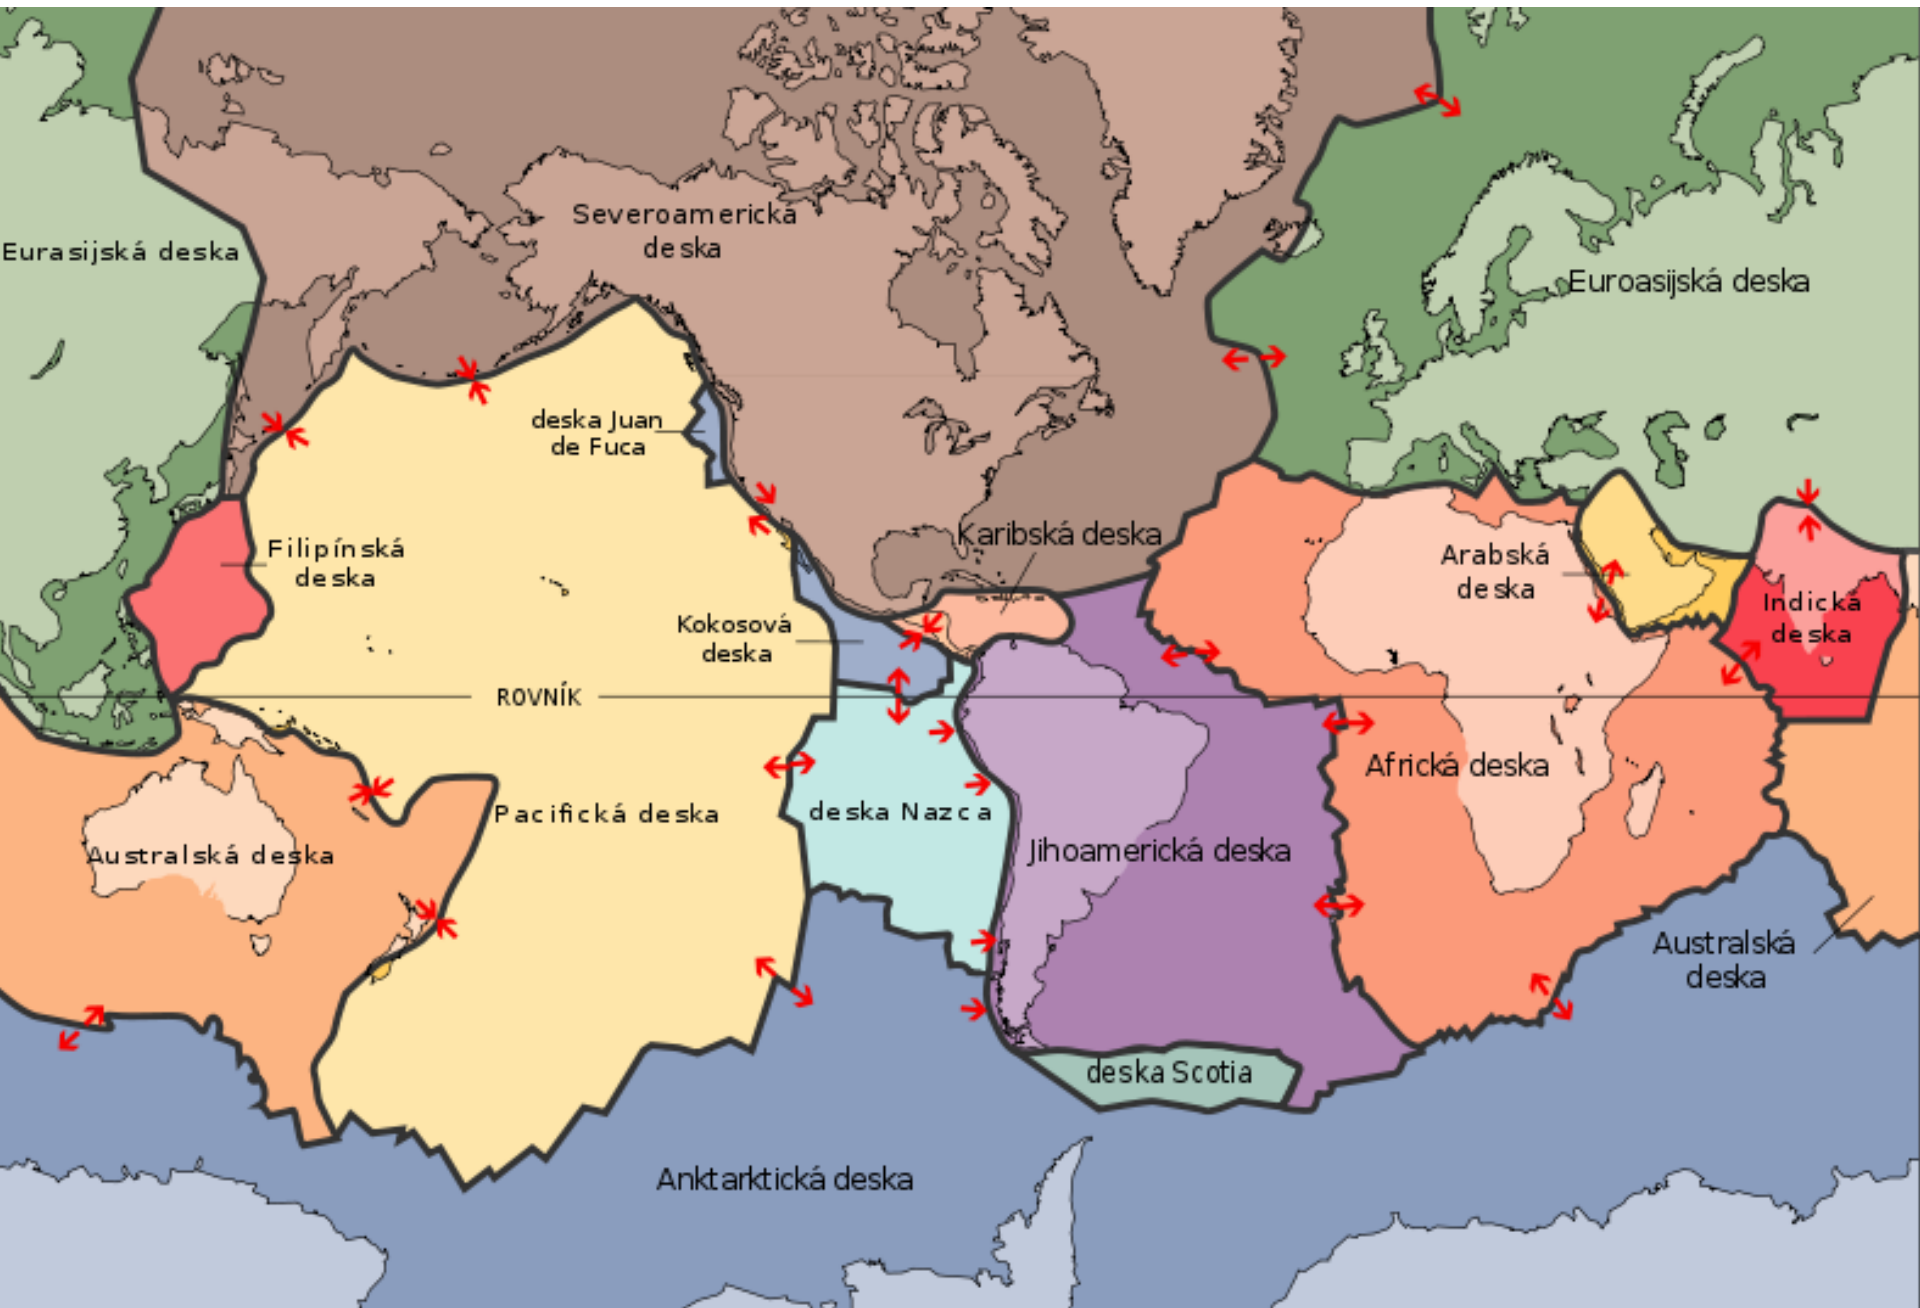 Severoamerická
deska
Eurasijská deska
Euroasijská deska
deska Juan
de Fuca
Karibská deska
Filipínská
deska
Arabská
deska
Indická
deska
Kokosová
deska
ROVNÍK
Africká deska
Pacifická deska
deska Nazca
Jihoamerická deska
Australská deska
Australská
deska
deska Scotia
Anktarktická deska